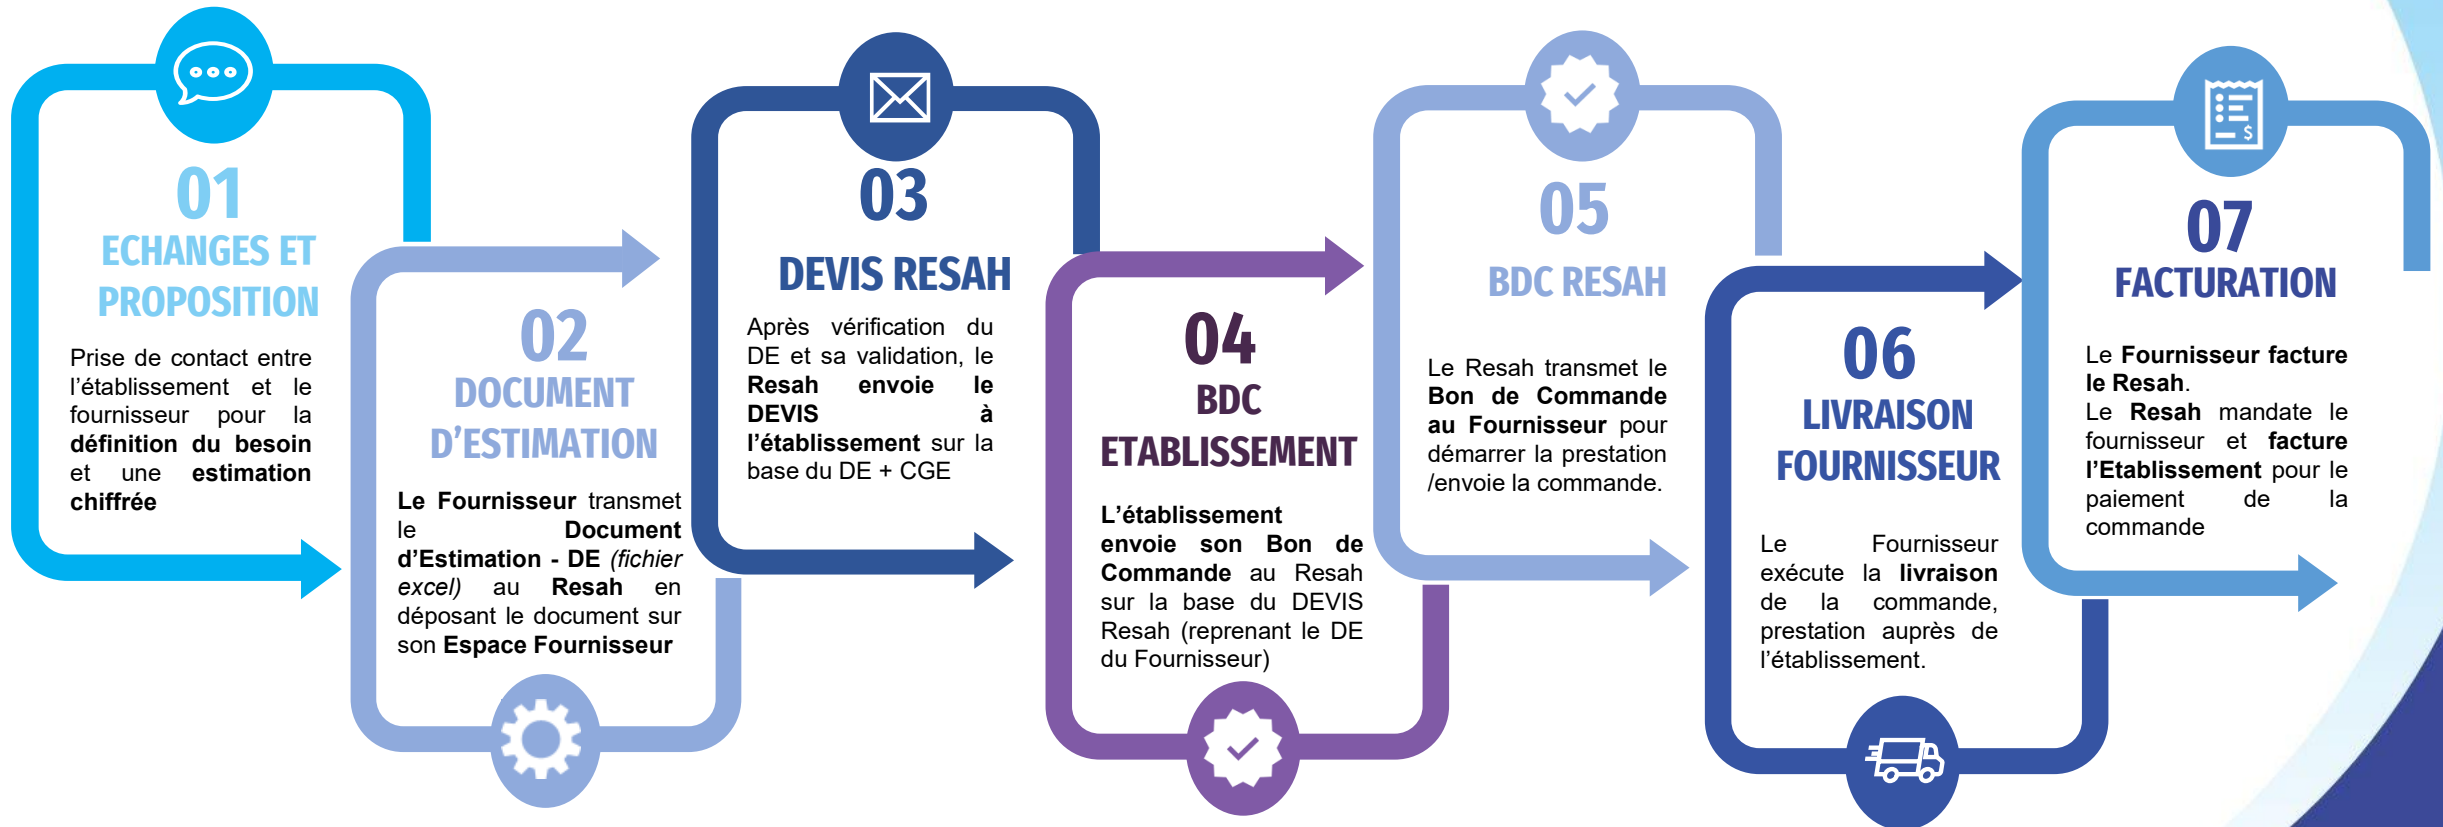 01
ECHANGES ET
PROPOSITION
Prise de contact entre
l'établissement et le
fournisseur pour la
définition du besoin
et une estimation
chiffrée
02
DOCUMENT
D'ESTIMATION
Le Fournisseur transmet
le Document
d'Estimation - DE (fichier
excel) au Resah en
déposant le document sur
son Espace Fournisseur
03
DEVIS RESAH
Après vérification du
DE et sa validation, le
Resah envoie le
DEVIS à
l'établissement sur la
base du DE + CGE
04
BDC
ETABLISSEMENT
L'établissement
envoie son Bon de
Commande au Resah
sur la base du DEVIS
Resah (reprenant le DE
du Fournisseur)
05
BDC RESAH
Le Resah transmet le
Bon de Commande
au Fournisseur pour
démarrer la prestation
/envoie la commande.
06
LIVRAISON
FOURNISSEUR
Le Fournisseur
exécute la livraison
de la commande,
prestation auprès de
l'établissement.
$
07
FACTURATION
Le Fournisseur facture
le Resah.
Le Resah mandate le
fournisseur et facture
l'Etablissement pour le
paiement de la
commande